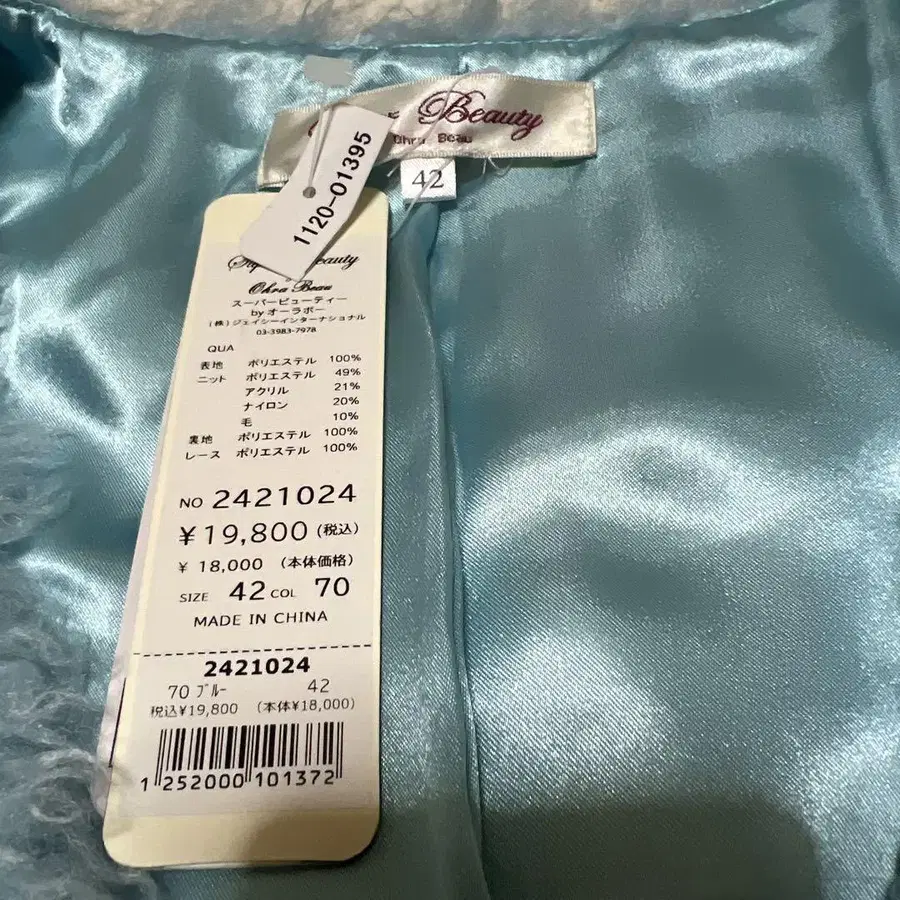 Beauty
Ohra Beau
42
1120-01395
Beauty
Ohra Beau
スーパービューティー
byオーラボー
(株)ジェイシーインターナショナル
03-3983-7978
QUA
表地 ポリエステル 100%
ニット ポリエステル 49%
アクリル 21%
ナイロン 20%
毛 10%
裏地 ポリエステル 100%
レース ポリエステル 100%
NO 2421024
¥19,800(税込)
¥ 18,000 (本体価格)
SIZE 42 COL 70
MADE IN CHINA
2421024
70 ブルー 42
税込¥19,800 (本体¥18,000)
1 252000 101372